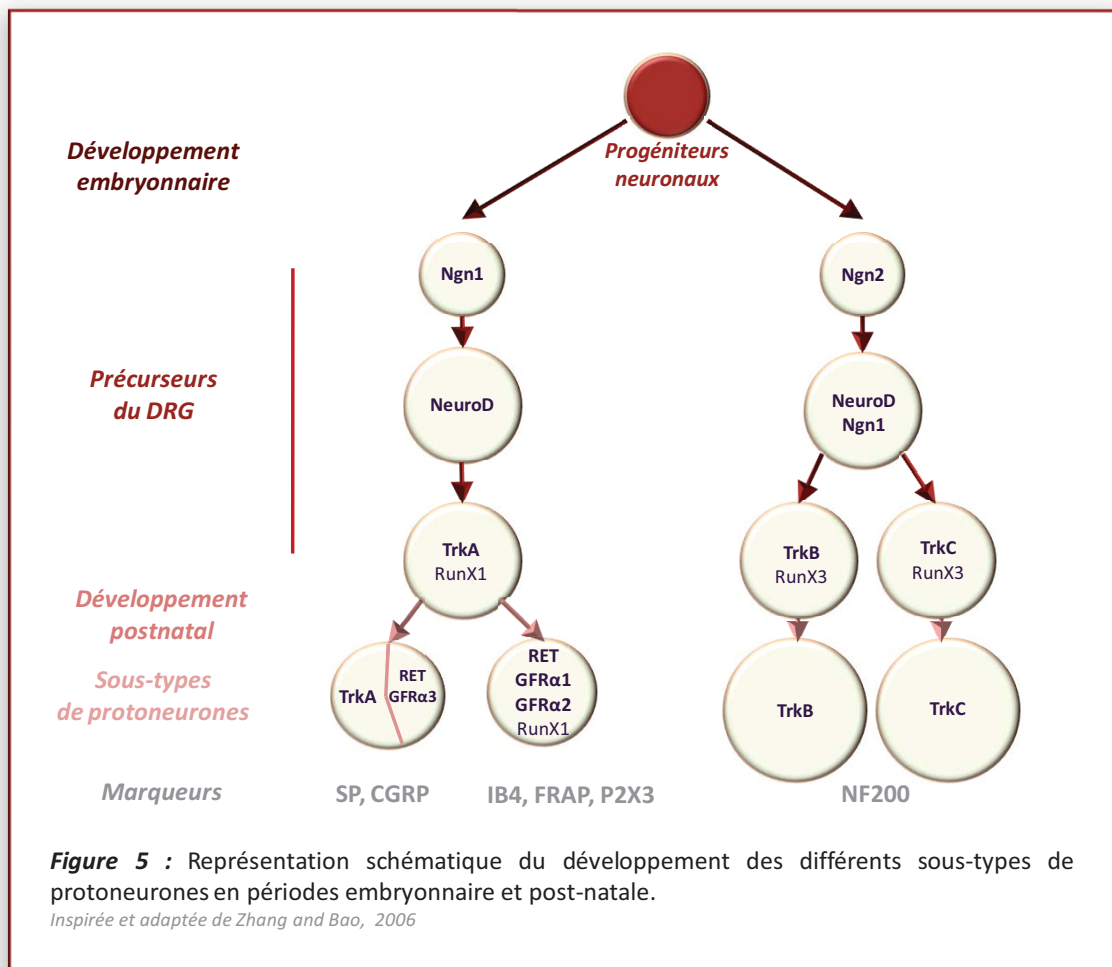 Développement
embryonnaire
Progéniteurs
neuronaux
Ngn1
Ngn2
Précurseurs
du DRG
NeuroD
NeuroD
Ngn1
TrkA
RunX1
TrkB
RunX3
TrkC
RunX3
Développement
postnatal
Sous-types
de protoneurones
TrkA
RET
GFRα3
RET
GFRα1
GFRα2
RunX1
TrkB
TrkC
Marqueurs
SP, CGRP
IB4, FRAP, P2X3
NF200
Figure 5 : Représentation schématique du développement des différents sous-types de
protoneurones en périodes embryonnaire et post-natale.
Inspirée et adaptée de Zhang and Bao, 2006